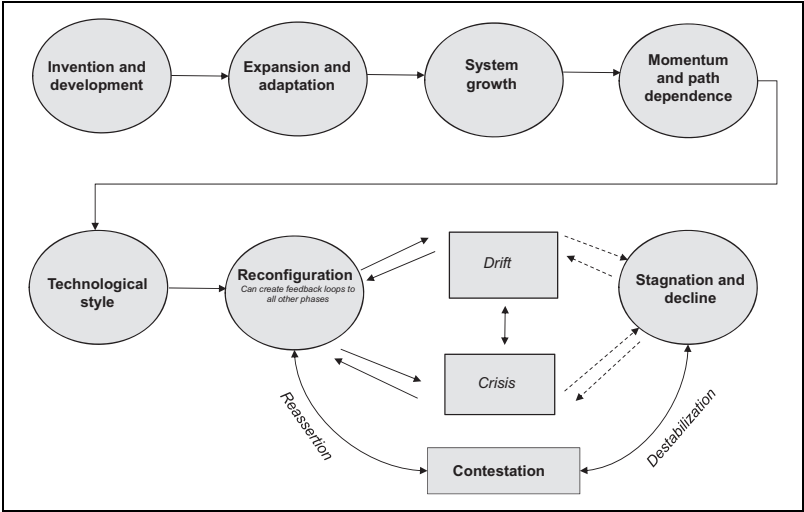 Invention and
development
Expansion and
adaptation
System
growth
Momentum
and path
dependence
Technological
style
Reconfiguration
Can create feedback loops to
all other phases
Drift
Stagnation and
decline
Crisis
Reassertion
Destabilization
Contestation